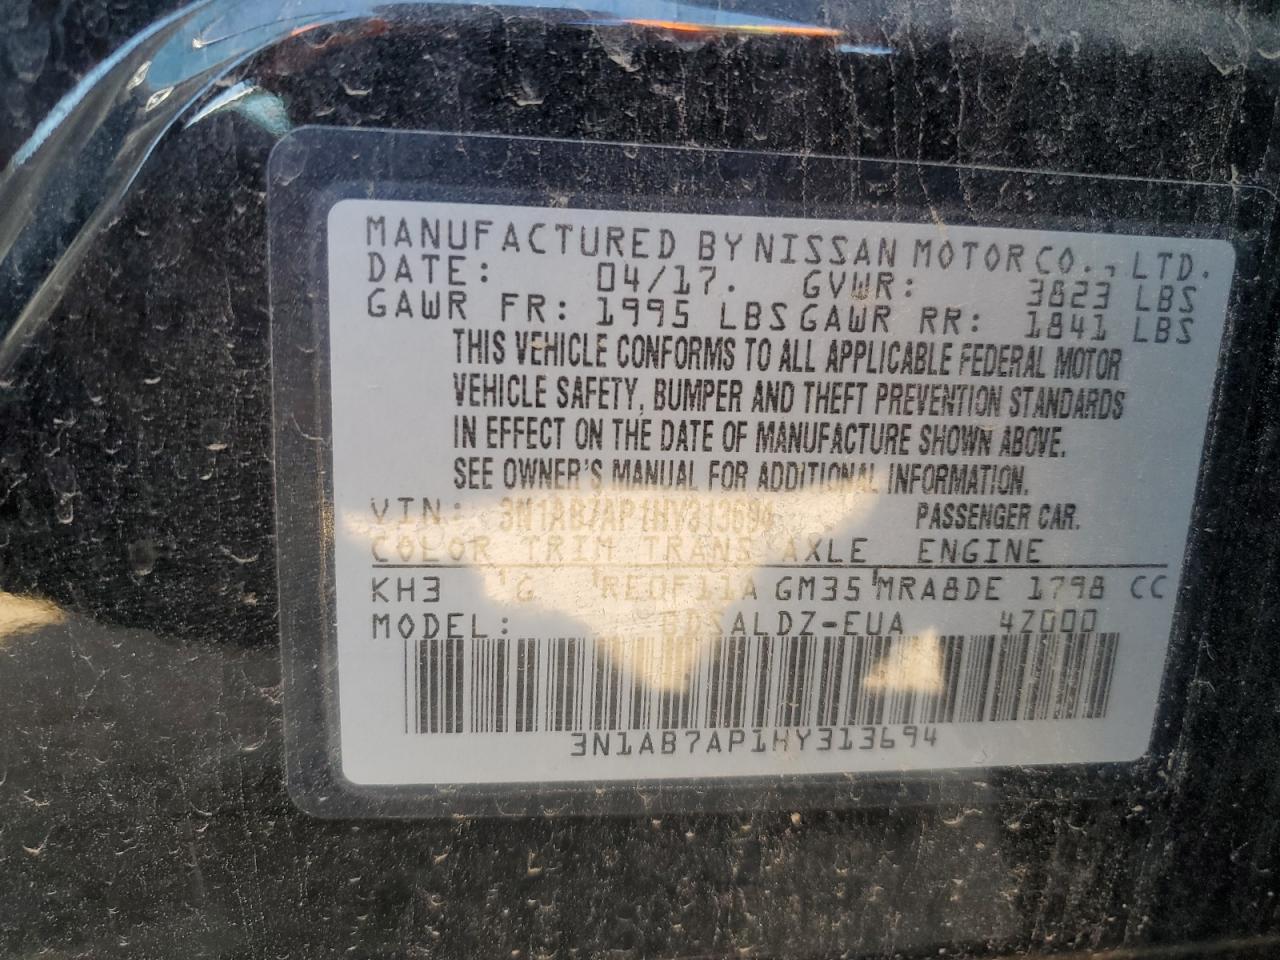 MANUFACTURED BY NISSAN MOTOR CO., LTD.
DATE: 04/17. GVWR: 3823 LBS
GAWR FR: 1995 LBS GAWR RR: 1841 LBS
THIS VEHICLE CONFORMS TO ALL APPLICABLE FEDERAL MOTOR
VEHICLE SAFETY, BUMPER AND THEFT PREVENTION STANDARDS
IN EFFECT ON THE DATE OF MANUFACTURE SHOWN ABOVE.
SEE OWNER'S MANUAL FOR ADDITIONAL INFORMATION.
VIN: 3N1AB7AP1HY313694 PASSENGER CAR.
COLOR TRIM TRANS AXLE ENGINE
KH3 G RE0F11A GM35 MRA8DE 1798 CC
MODEL: BDSALDZ-EUA 4Z000
3N1AB7AP1HY313694